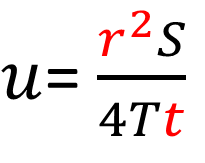 u = r²S / 4Tt